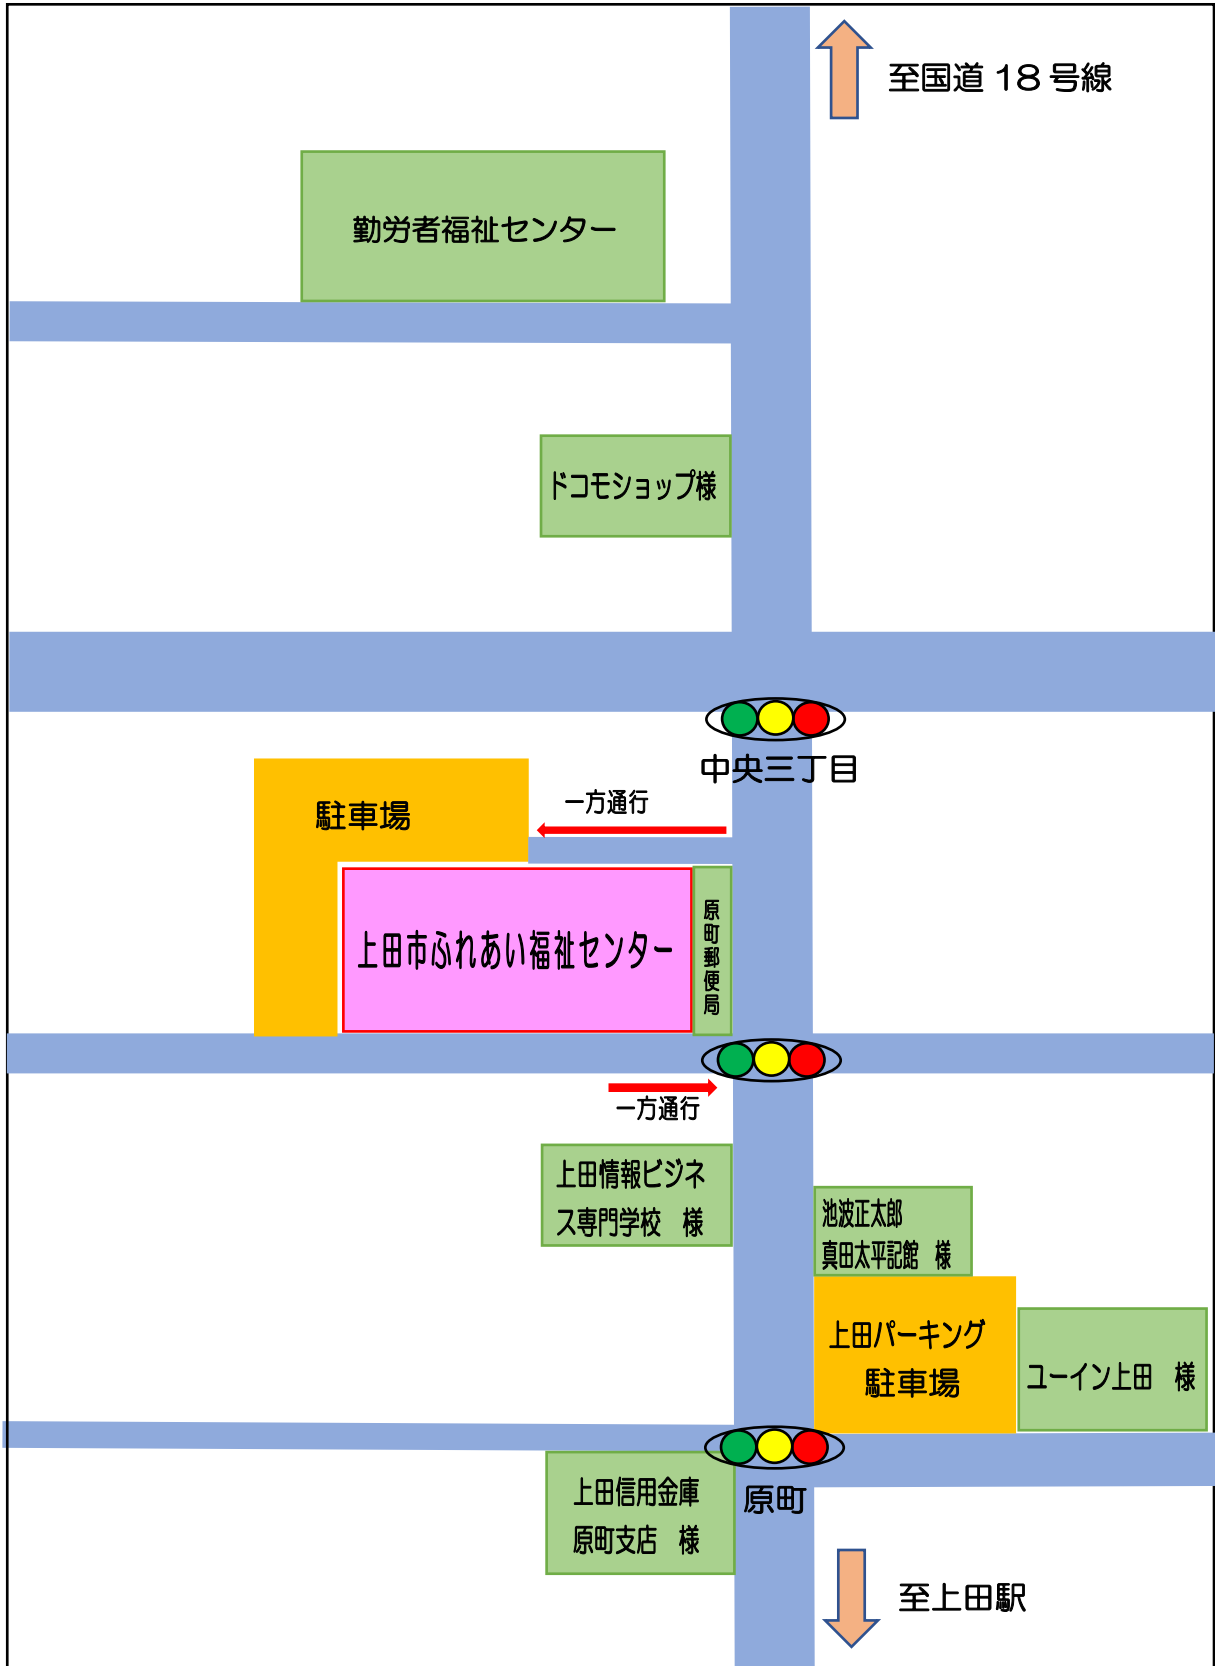 至国道18号線
勤労者福祉センター
ドコモショップ様
中央三丁目
一方通行
駐車場
上田市ふれあい福祉センター
原町郵便局
一方通行
上田情報ビジネ
ス専門学校　様
池波正太郎
真田太平記館　様
上田パーキング
駐車場
ユーイン上田　様
上田信用金庫
原町支店　様
原町
至上田駅